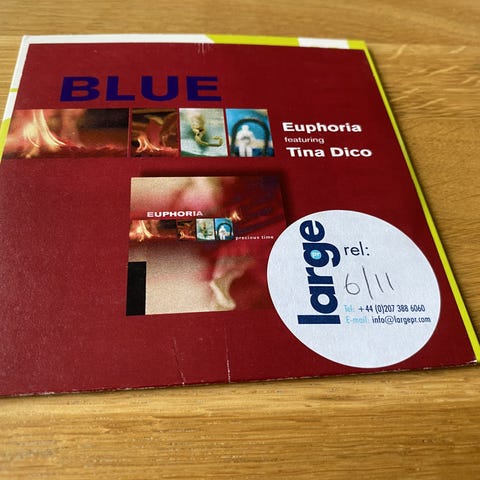 BLUE
Euphoria
featuring
Tina Dico
EUPHORIA
precious time
large
PR
rel:
6/11
Tel: +44 (0)207 388 6060
E-mail: info@largepr.com